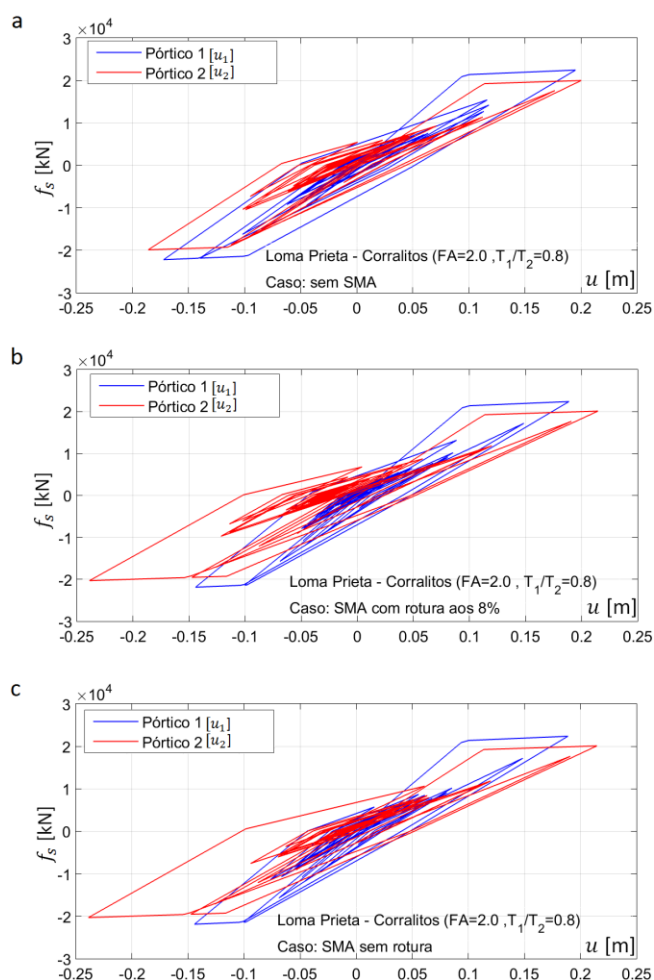 a
×10⁴
3
2
1
0
-1
-2
-3
f_s [kN]
Pórtico 1 [u₁]
Pórtico 2 [u₂]
Loma Prieta - Corralitos (FA=2.0 ,T₁/T₂=0.8)
Caso: sem SMA
u [m]
-0.25 -0.2 -0.15 -0.1 -0.05 0 0.05 0.1 0.15 0.2 0.25
b
×10⁴
3
2
1
0
-1
-2
-3
f_s [kN]
Pórtico 1 [u₁]
Pórtico 2 [u₂]
Loma Prieta - Corralitos (FA=2.0 , T₁/T₂=0.8)
Caso: SMA com rotura aos 8%
u [m]
-0.25 -0.2 -0.15 -0.1 -0.05 0 0.05 0.1 0.15 0.2 0.25
c
×10⁴
3
2
1
0
-1
-2
-3
f_s [kN]
Pórtico 1 [u₁]
Pórtico 2 [u₂]
Loma Prieta - Corralitos (FA=2.0 ,T₁/T₂=0.8)
Caso: SMA sem rotura
u [m]
-0.25 -0.2 -0.15 -0.1 -0.05 0 0.05 0.1 0.15 0.2 0.25